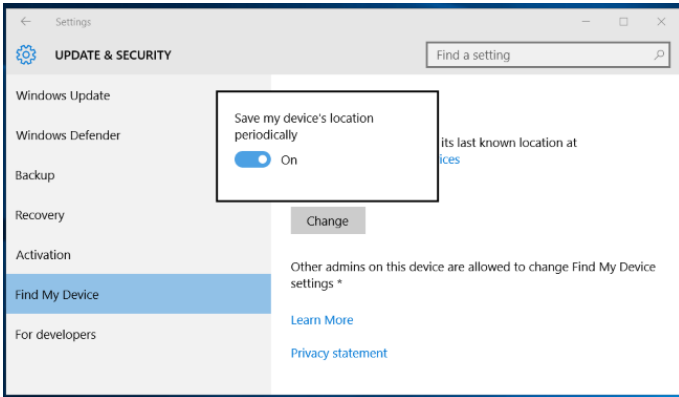 Settings
UPDATE & SECURITY
Find a setting
Windows Update
Windows Defender
Backup
Recovery
Activation
Find My Device
For developers
Save my device's location
periodically
On
its last known location at
ices
Change
Other admins on this device are allowed to change Find My Device
settings *
Learn More
Privacy statement